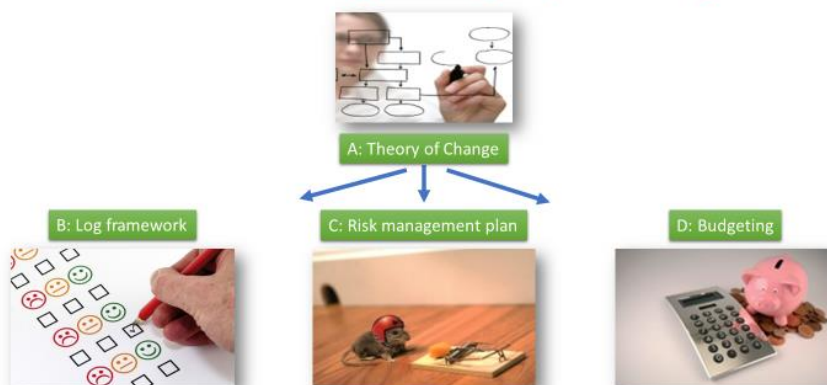 A: Theory of Change
B: Log framework
C: Risk management plan
D: Budgeting